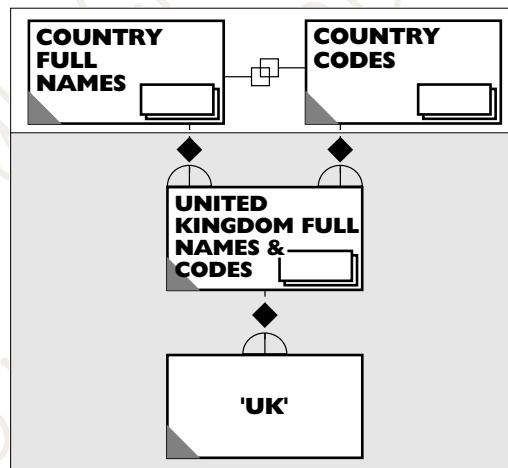 COUNTRY
FULL
NAMES
COUNTRY
CODES
UNITED
KINGDOM FULL
NAMES &
CODES
'UK'